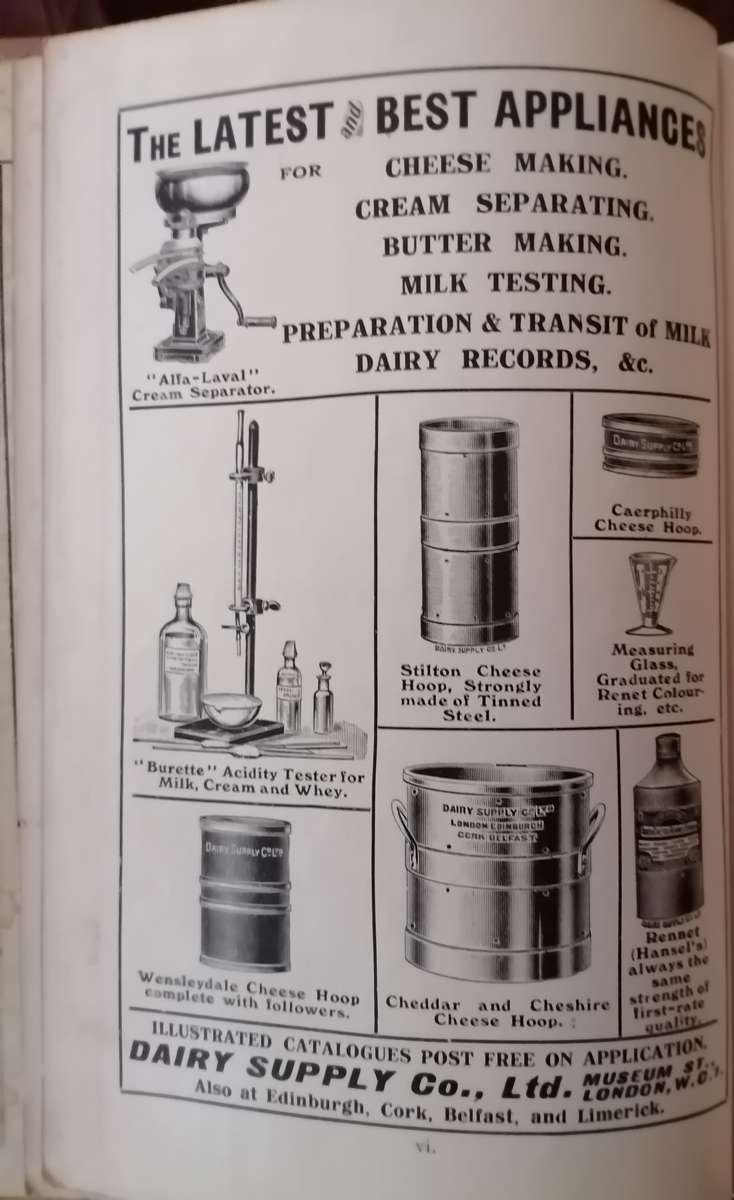 THE LATEST and BEST APPLIANCES
FOR
CHEESE MAKING.
CREAM SEPARATING.
BUTTER MAKING.
MILK TESTING.
PREPARATION & TRANSIT of MILK
DAIRY RECORDS, &c.
"Alfa-Laval"
Cream Separator.
"Burette" Acidity Tester for
Milk, Cream and Whey.
DAIRY SUPPLY CO LD
Stilton Cheese
Hoop, Strongly
made of Tinned
Steel.
DAIRY SUPPLY CO LTD
Caerphilly
Cheese Hoop.
Measuring
Glass,
Graduated for
Renet Colour-
ing, etc.
DAIRY SUPPLY CO LTD
Wensleydale Cheese Hoop
complete with followers.
DAIRY SUPPLY CO LTD
LONDON EDINBURGH
CORK BELFAST.
Cheddar and Cheshire
Cheese Hoop.
Rennet
(Hansel's)
always the
same
strength of
first-rate
quality.
ILLUSTRATED CATALOGUES POST FREE ON APPLICATION.
DAIRY SUPPLY Co., Ltd. MUSEUM ST.,
LONDON, W.C.1.
Also at Edinburgh, Cork, Belfast, and Limerick.
vi.